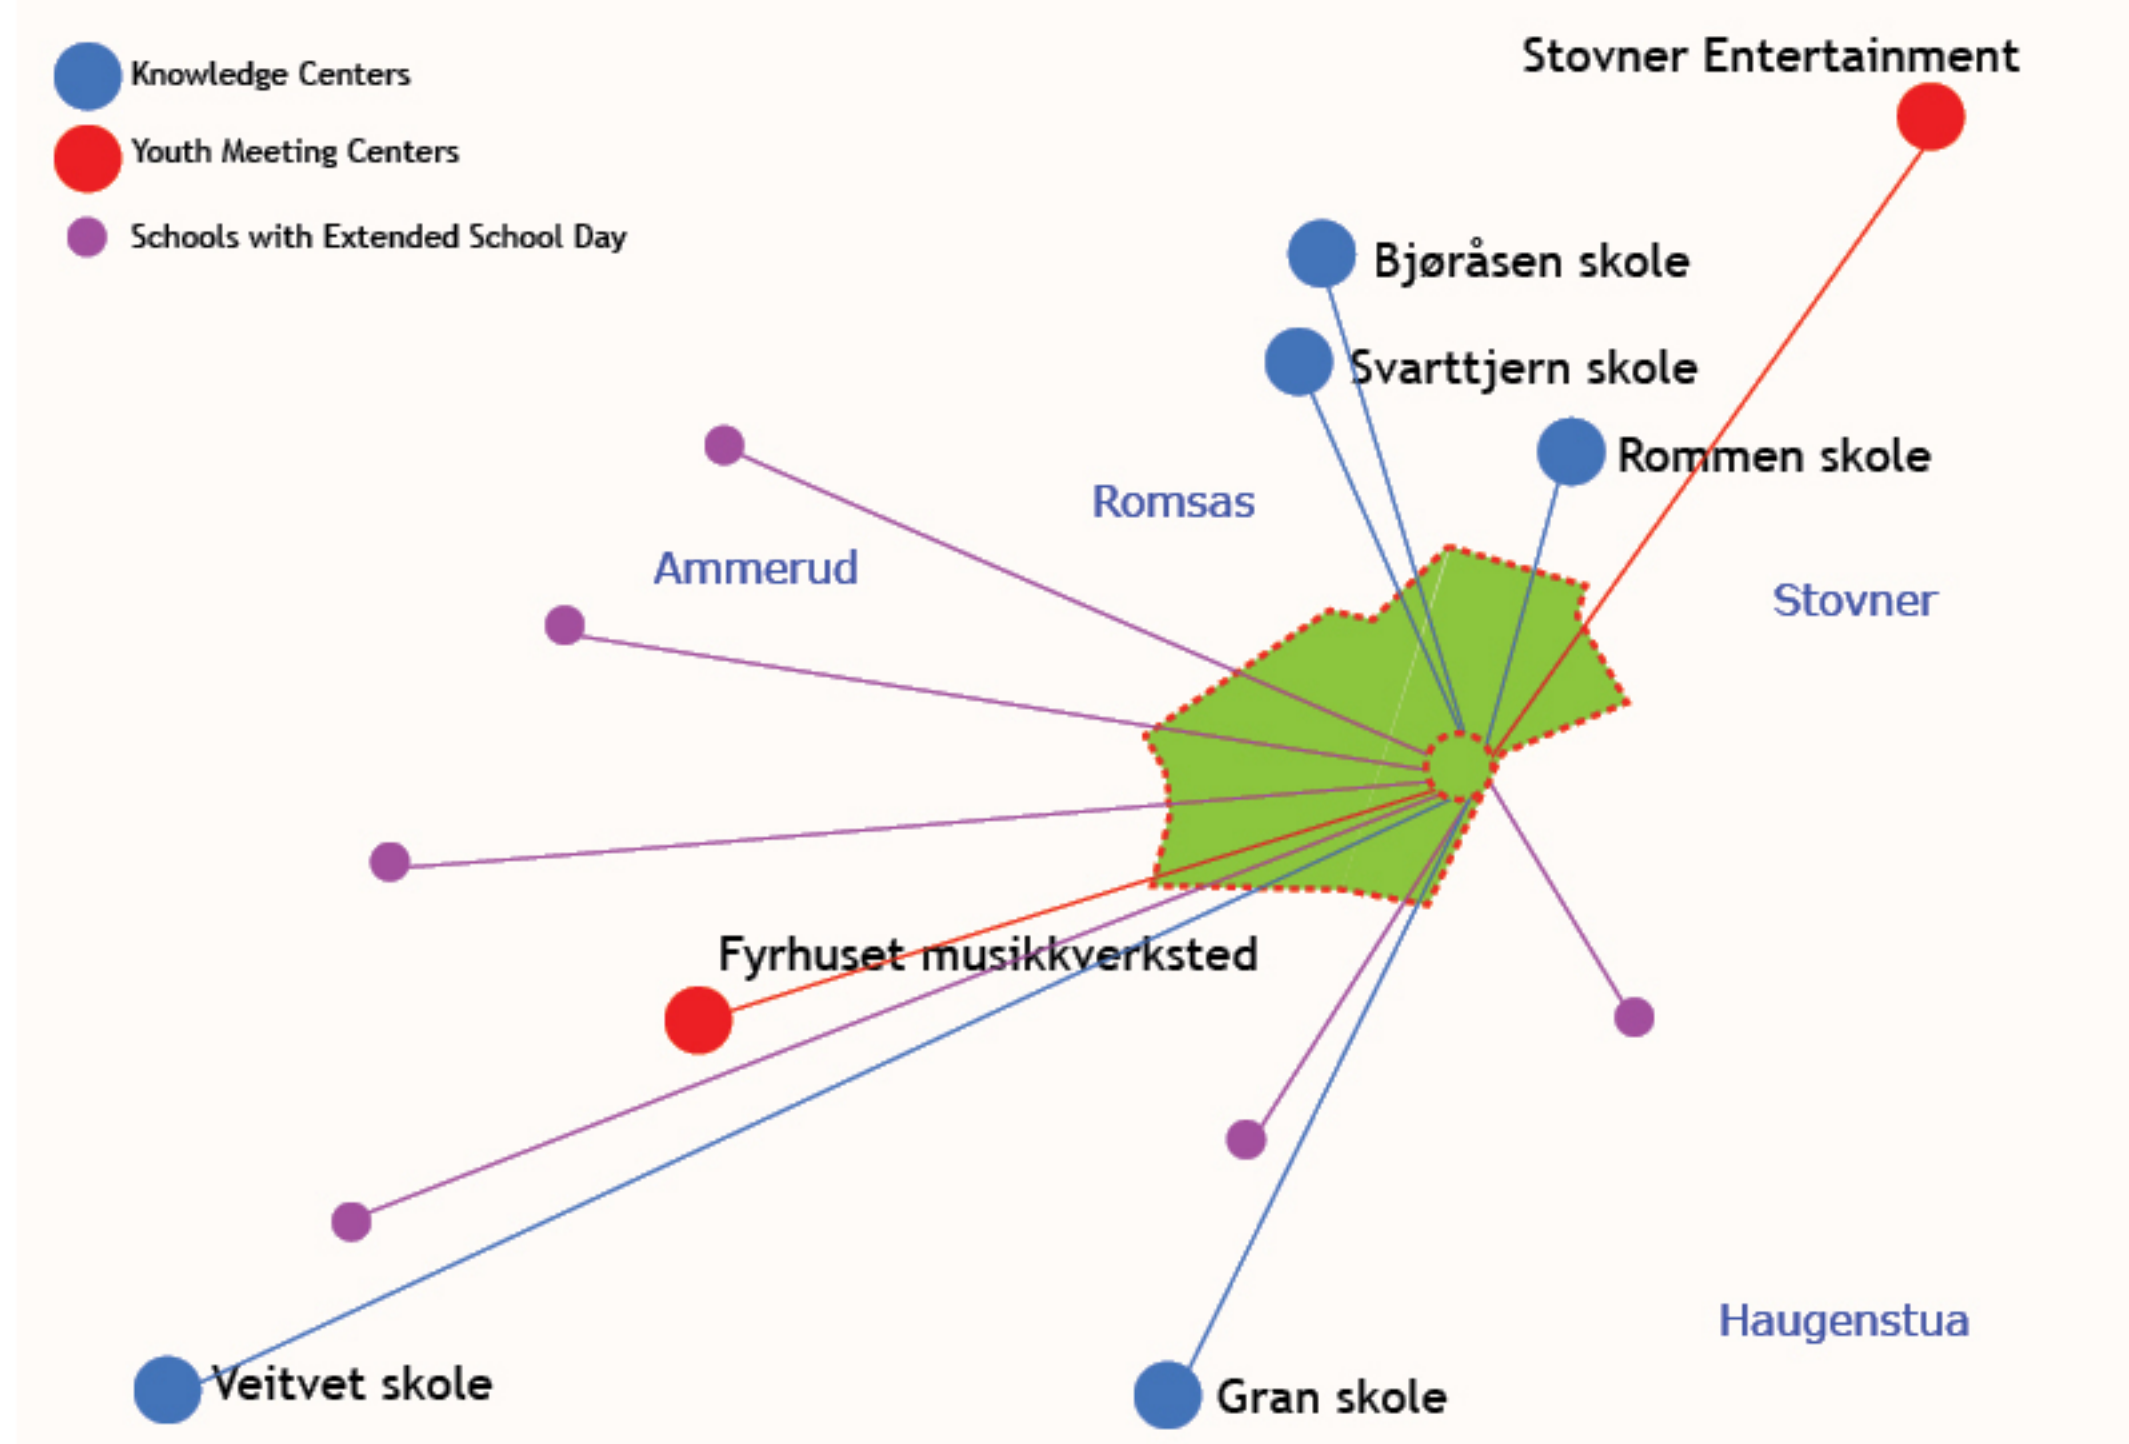 Knowledge Centers
Youth Meeting Centers
Schools with Extended School Day
Stovner Entertainment
Bjøråsen skole
Svarttjern skole
Rommen skole
Romsas
Ammerud
Stovner
Fyrhuset musikkverksted
Haugenstua
Veitvet skole
Gran skole